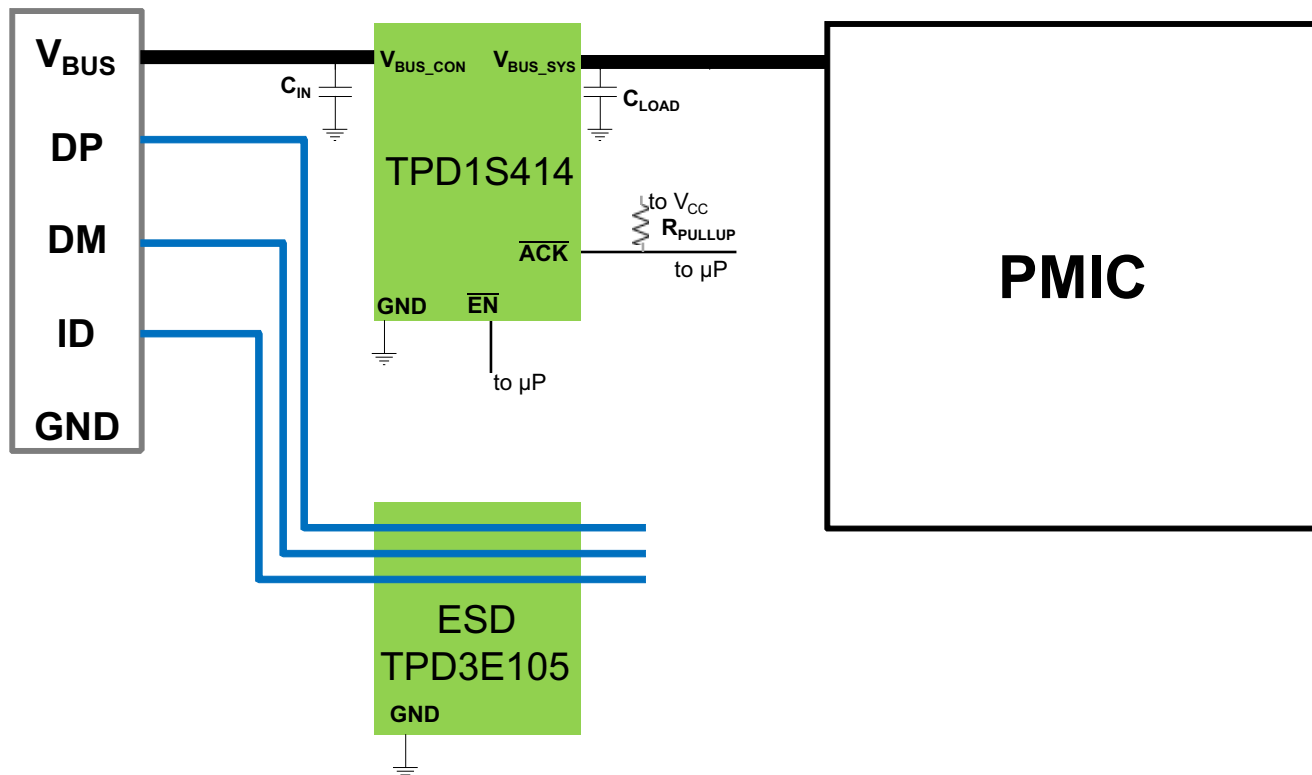 VBUS
DP
DM
ID
GND
CIN
VBUS_CON
VBUS_SYS
CLOAD
TPD1S414
to VCC
RPULLUP
ACK
to µP
GND
EN
to µP
PMIC
ESD
TPD3E105
GND